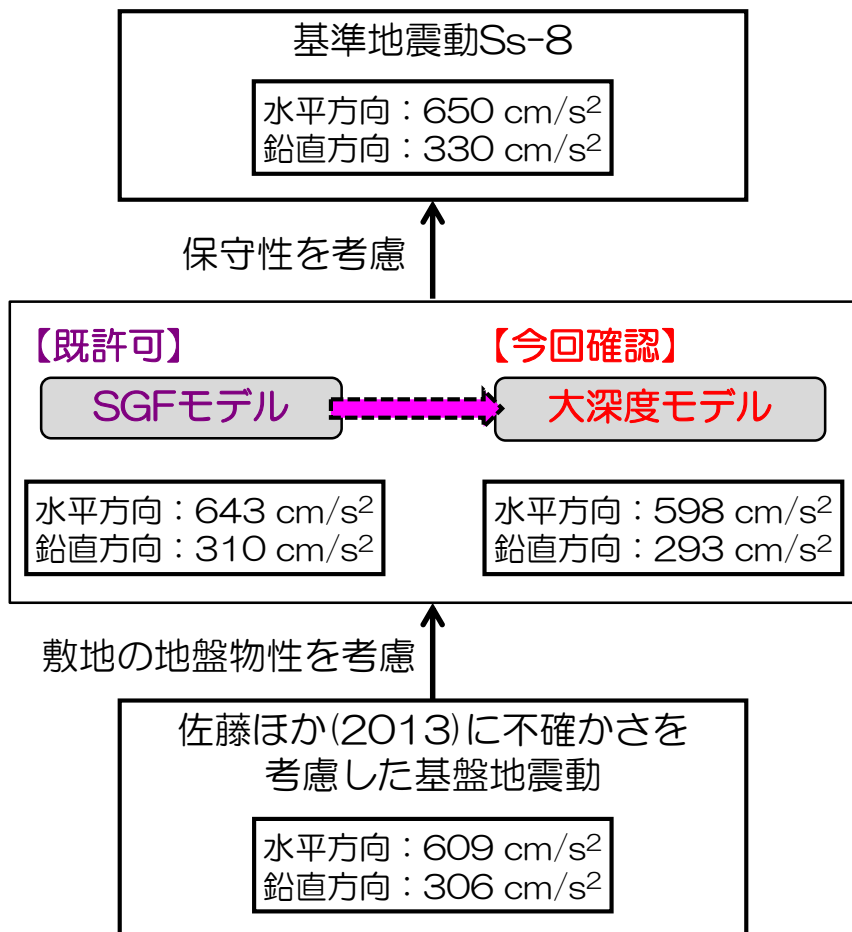 基準地震動Ss-8
水平方向：650 cm/s²
鉛直方向：330 cm/s²
保守性を考慮
【既許可】
SGFモデル
水平方向：643 cm/s²
鉛直方向：310 cm/s²
【今回確認】
大深度モデル
水平方向：598 cm/s²
鉛直方向：293 cm/s²
敷地の地盤物性を考慮
佐藤ほか(2013)に不確かさを
考慮した基盤地震動
水平方向：609 cm/s²
鉛直方向：306 cm/s²